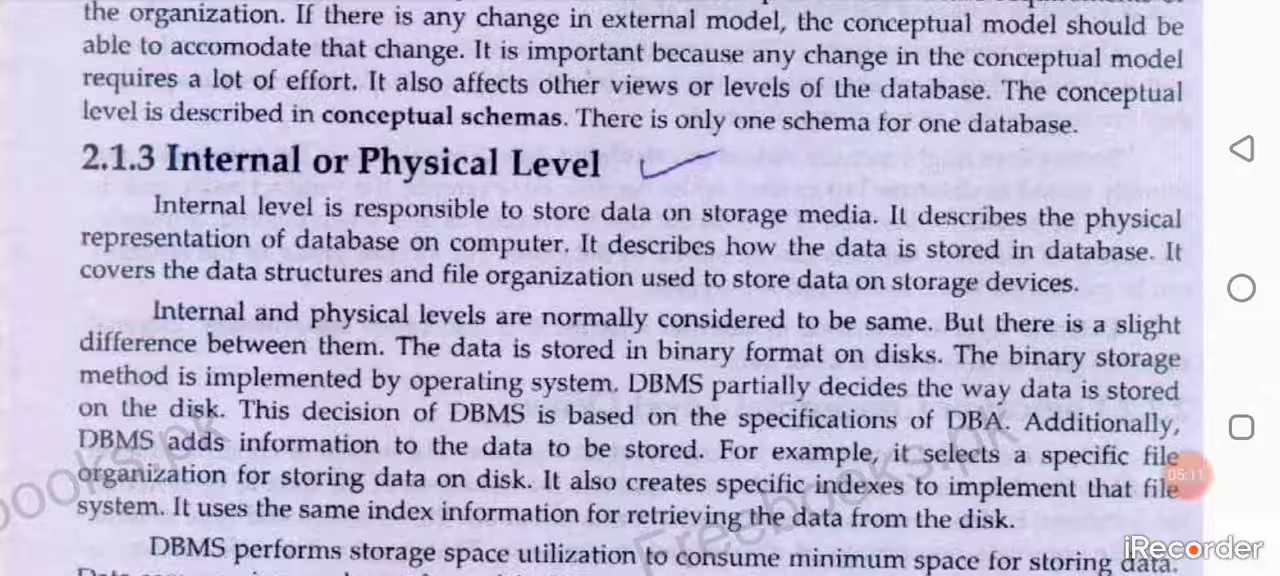 the organization. If there is any change in external model, the conceptual model should be
able to accomodate that change. It is important because any change in the conceptual model
requires a lot of effort. It also affects other views or levels of the database. The conceptual
level is described in conceptual schemas. There is only one schema for one database.
2.1.3 Internal or Physical Level
Internal level is responsible to store data on storage media. It describes the physical
representation of database on computer. It describes how the data is stored in database. It
covers the data structures and file organization used to store data on storage devices.
Internal and physical levels are normally considered to be same. But there is a slight
difference between them. The data is stored in binary format on disks. The binary storage
method is implemented by operating system. DBMS partially decides the way data is stored
on the disk. This decision of DBMS is based on the specifications of DBA. Additionally,
DBMS adds information to the data to be stored. For example, it selects a specific file
organization for storing data on disk. It also creates specific indexes to implement that file
system. It uses the same index information for retrieving the data from the disk.
DBMS performs storage space utilization to consume minimum space for storing data.
ooks.pk
Freebooks.pk
05:11
iRecorder